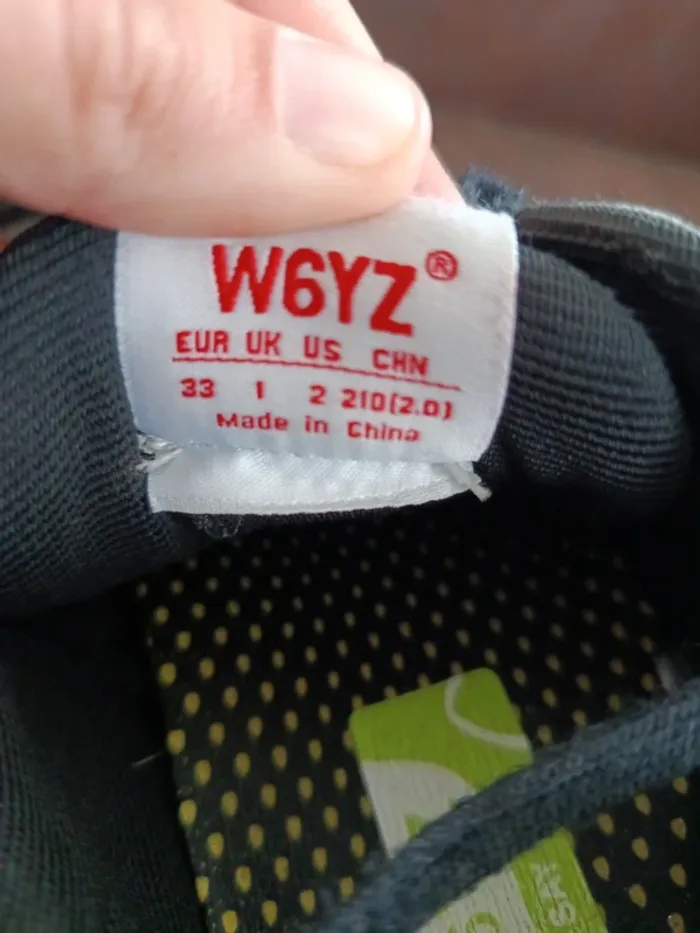 W6YZ®
EUR UK US CHN
33 1 2 210(2.0)
Made in China